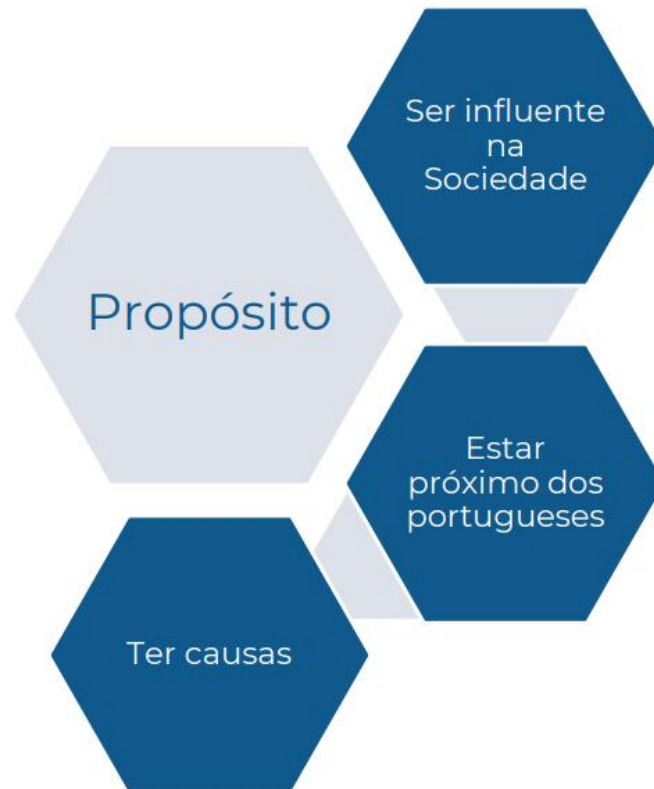 Propósito
Ser influente
na
Sociedade
Estar
próximo dos
portugueses
Ter causas